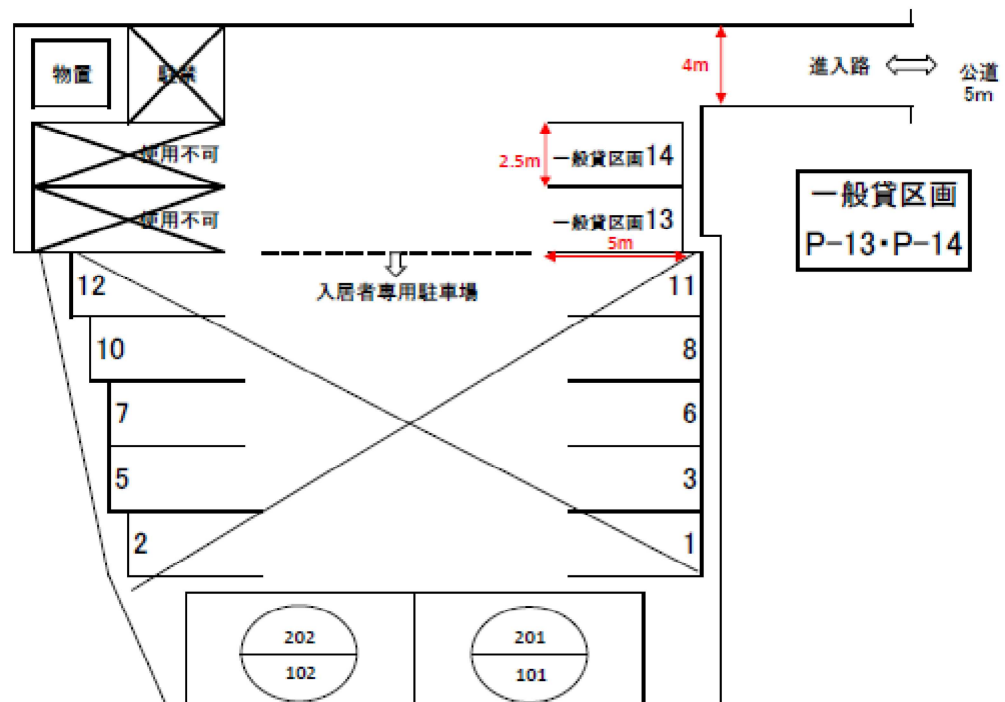 物置
駐禁
4m
進入路
公道
5m
使用不可
2.5m
一般貸区画14
使用不可
一般貸区画13
5m
一般貸区画
P-13・P-14
入居者専用駐車場
12
11
10
8
7
6
5
3
2
1
202
102
201
101